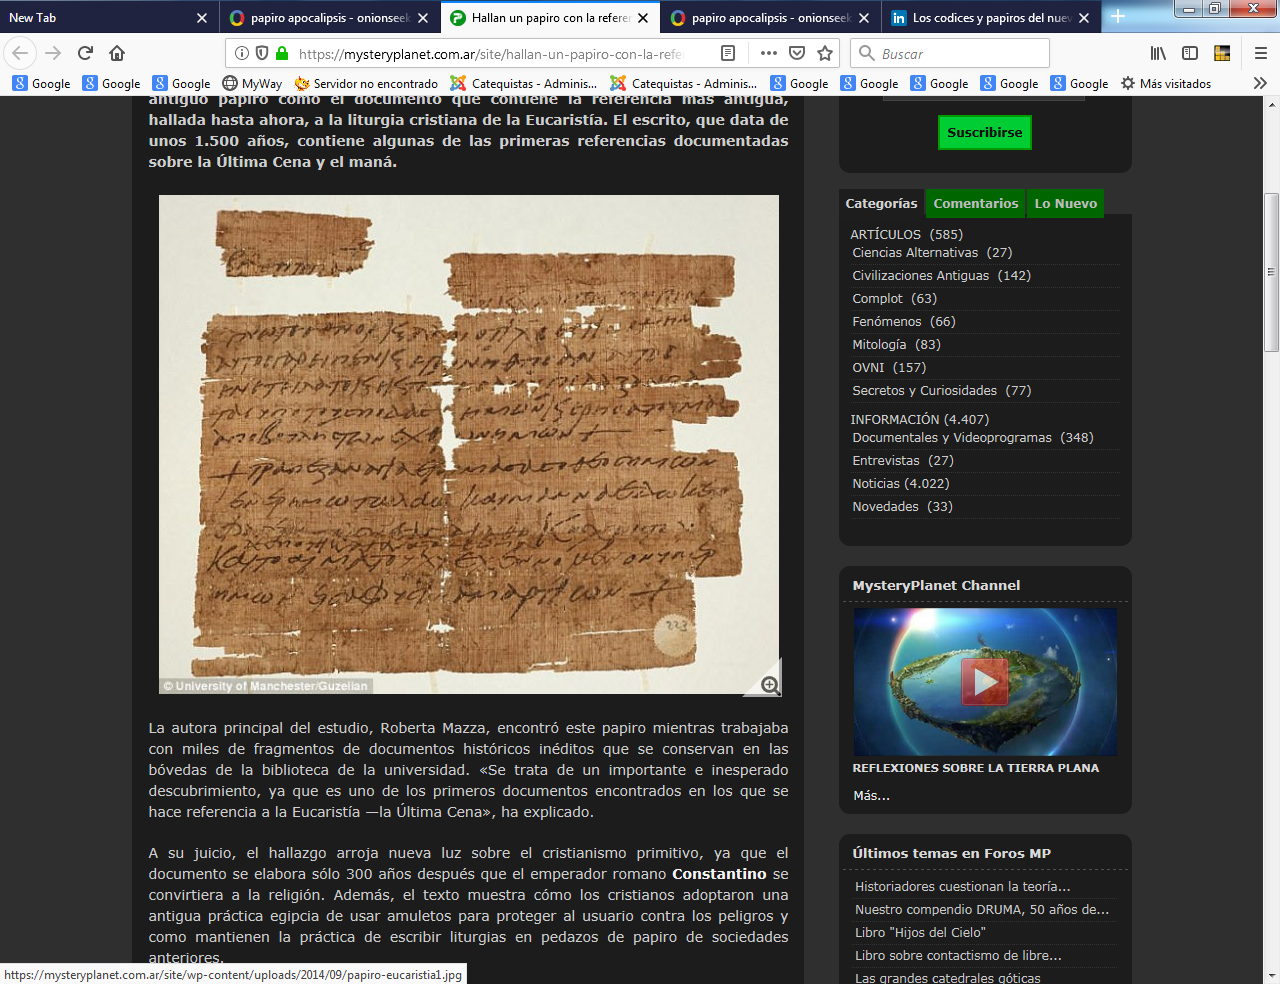 New Tab
papiro apocalipsis - onionseek
Hallan un papiro con la referen
papiro apocalipsis - onionseek
Los codices y papiros del nuev
https://mysteryplanet.com.ar/site/hallan-un-papiro-con-la-refe
Buscar
Google
Google
Google
MyWay
Servidor no encontrado
Catequistas - Adminis...
Catequistas - Adminis...
Google
Google
Google
Google
Más visitados
antiguo papiro como el documento que contiene la referencia más antigua,
hallada hasta ahora, a la liturgia cristiana de la Eucaristía. El escrito, que data de
unos 1.500 años, contiene algunas de las primeras referencias documentadas
sobre la Última Cena y el maná.
223
© University of Manchester/Guzelian
La autora principal del estudio, Roberta Mazza, encontró este papiro mientras trabajaba
con miles de fragmentos de documentos históricos inéditos que se conservan en las
bóvedas de la biblioteca de la universidad. «Se trata de un importante e inesperado
descubrimiento, ya que es uno de los primeros documentos encontrados en los que se
hace referencia a la Eucaristía —la Última Cena», ha explicado.
A su juicio, el hallazgo arroja nueva luz sobre el cristianismo primitivo, ya que el
documento se elabora sólo 300 años después que el emperador romano Constantino se
convirtiera a la religión. Además, el texto muestra cómo los cristianos adoptaron una
antigua práctica egipcia de usar amuletos para proteger al usuario contra los peligros y
como mantienen la práctica de escribir liturgias en pedazos de papiro de sociedades
anteriores.
https://mysteryplanet.com.ar/site/wp-content/uploads/2014/09/papiro-eucaristia1.jpg
Suscribirse
Categorías
Comentarios
Lo Nuevo
ARTÍCULOS (585)
Ciencias Alternativas (27)
Civilizaciones Antiguas (142)
Complot (63)
Fenómenos (66)
Mitología (83)
OVNI (157)
Secretos y Curiosidades (77)
INFORMACIÓN (4.407)
Documentales y Videoprogramas (348)
Entrevistas (27)
Noticias (4.022)
Novedades (33)
MysteryPlanet Channel
REFLEXIONES SOBRE LA TIERRA PLANA
Más...
Últimos temas en Foros MP
Historiadores cuestionan la teoría...
Nuestro compendio DRUMA, 50 años de...
Libro "Hijos del Cielo"
Libro sobre contactismo de libre...
Las grandes catedrales góticas